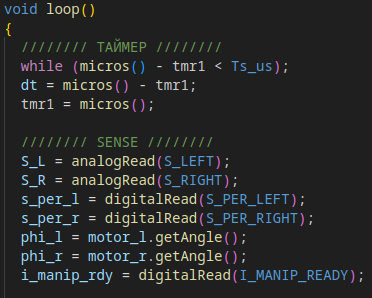 void loop()
{
//////// ТАЙМЕР ////////
while (micros() - tmr1 < Ts_us);
dt = micros() - tmr1;
tmr1 = micros();
//////// SENSE ////////
S_L = analogRead(S_LEFT);
S_R = analogRead(S_RIGHT);
s_per_l = digitalRead(S_PER_LEFT);
s_per_r = digitalRead(S_PER_RIGHT);
phi_l = motor_l.getAngle();
phi_r = motor_r.getAngle();
i_manip_rdy = digitalRead(I_MANIP_READY);